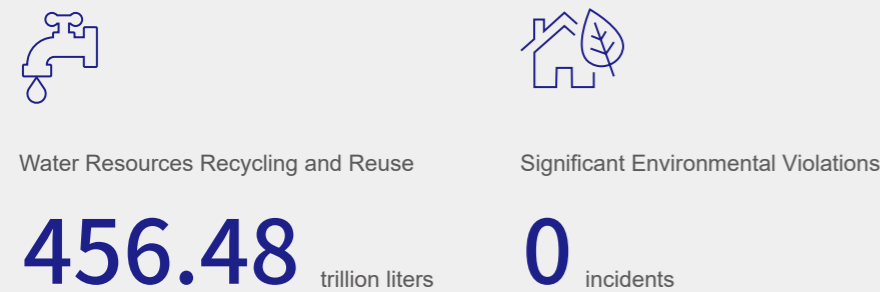 Water Resources Recycling and Reuse
Significant Environmental Violations
456.48 trillion liters
0 incidents